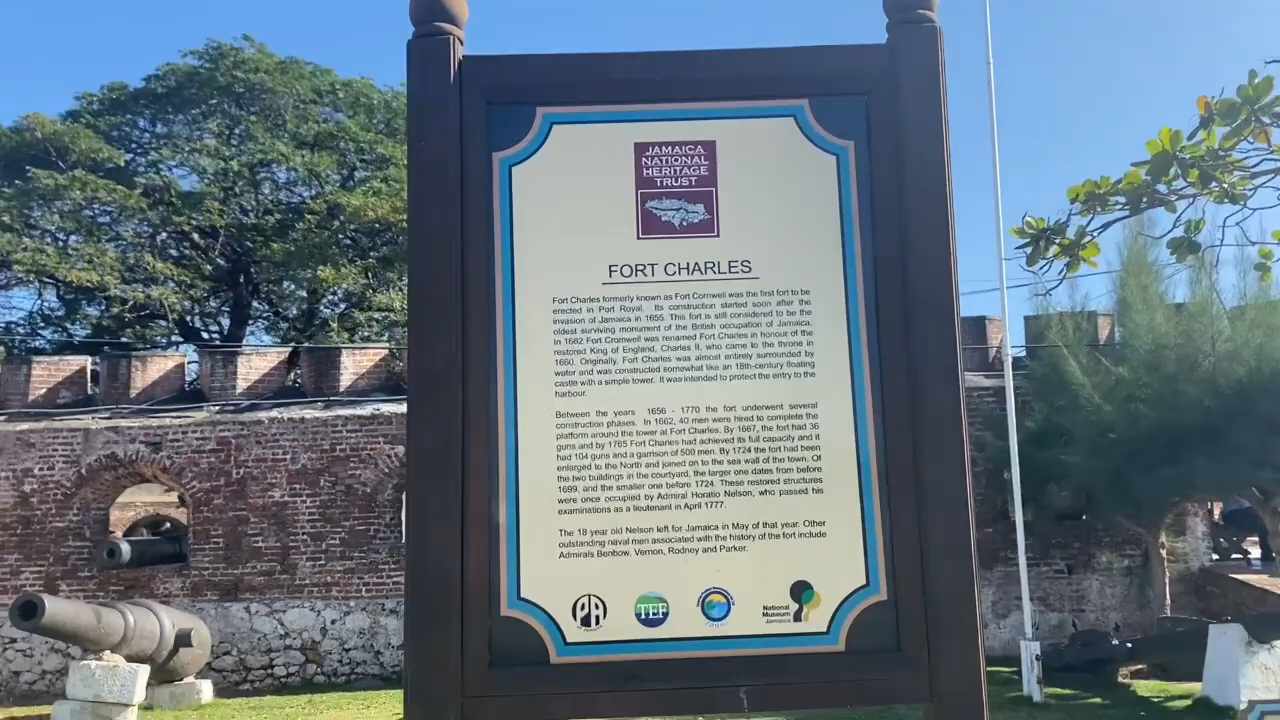 JAMAICA
NATIONAL
HERITAGE
TRUST
FORT CHARLES
Fort Charles formerly known as Fort Cornwell was the first fort to be
erected in Port Royal. Its construction started soon after the
invasion of Jamaica in 1655. This fort is still considered to be the
oldest surviving monument of the British occupation of Jamaica.
In 1662 Fort Cromwell was renamed Fort Charles in honour of the
restored King of England, Charles II, who came to the throne in
1660. Originally, Fort Charles was almost entirely surrounded by
water and was constructed somewhat like an 18th-century floating
castle with a simple tower. It was intended to protect the entry to the
harbour.
Between the years 1656 - 1770 the fort underwent several
construction phases. In 1662, 40 men were hired to complete the
platform around the tower at Fort Charles. By 1667, the fort had 36
guns and by 1765 Fort Charles had achieved its full capacity and it
had 104 guns and a garrison of 500 men. By 1724 the fort had been
enlarged to the North and joined on to the sea wall of the town. Of
the two buildings in the courtyard, the larger one dates from before
1699, and the smaller one before 1724. These restored structures
were once occupied by Admiral Horatio Nelson, who passed his
examinations as a lieutenant in April 1777.
The 18 year old Nelson left for Jamaica in May of that year. Other
outstanding naval men associated with the history of the fort include
Admirals Benbow, Vernon, Rodney and Parker.
PA
TEF
National
Museum
Jamaica